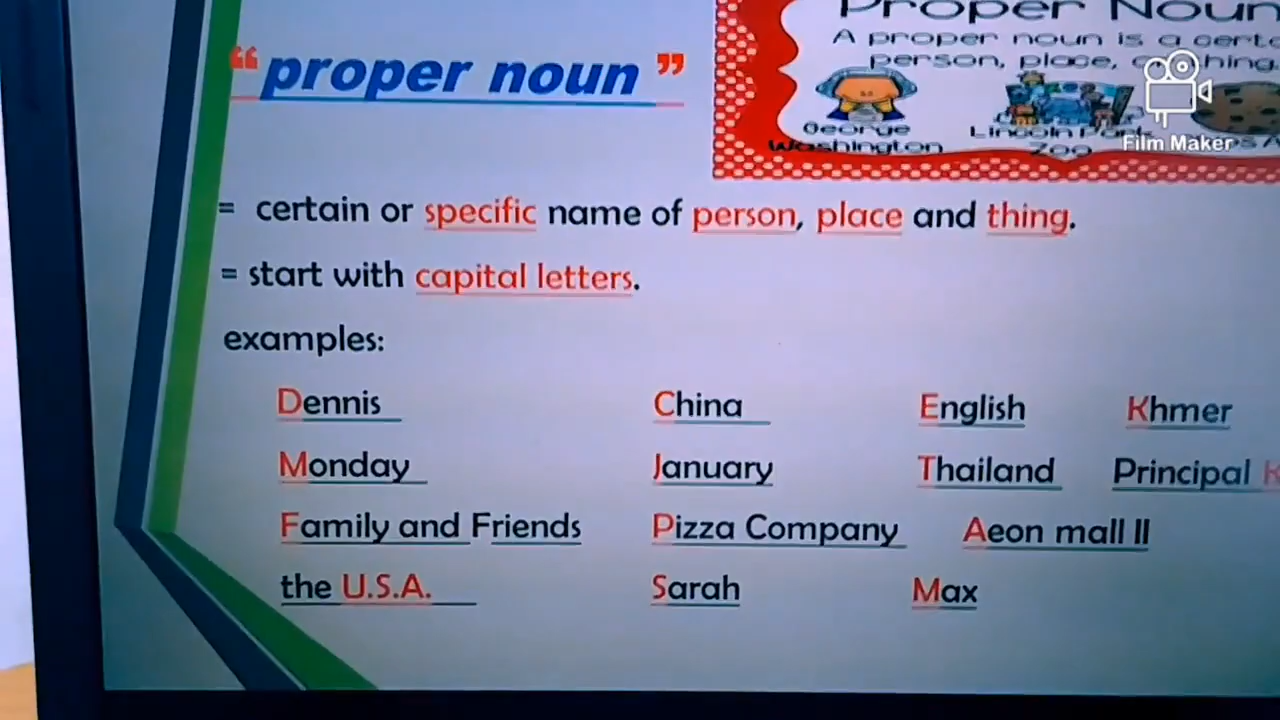 Proper Noun
A proper noun is a certa
person, place, thing.
George
Washington
Lincoln Park
Zoo
Film Maker
“ proper noun ”
= certain or specific name of person, place and thing.
= start with capital letters.
examples:
Dennis China English Khmer
Monday January Thailand Principal K
Family and Friends Pizza Company Aeon mall II
the U.S.A. Sarah Max